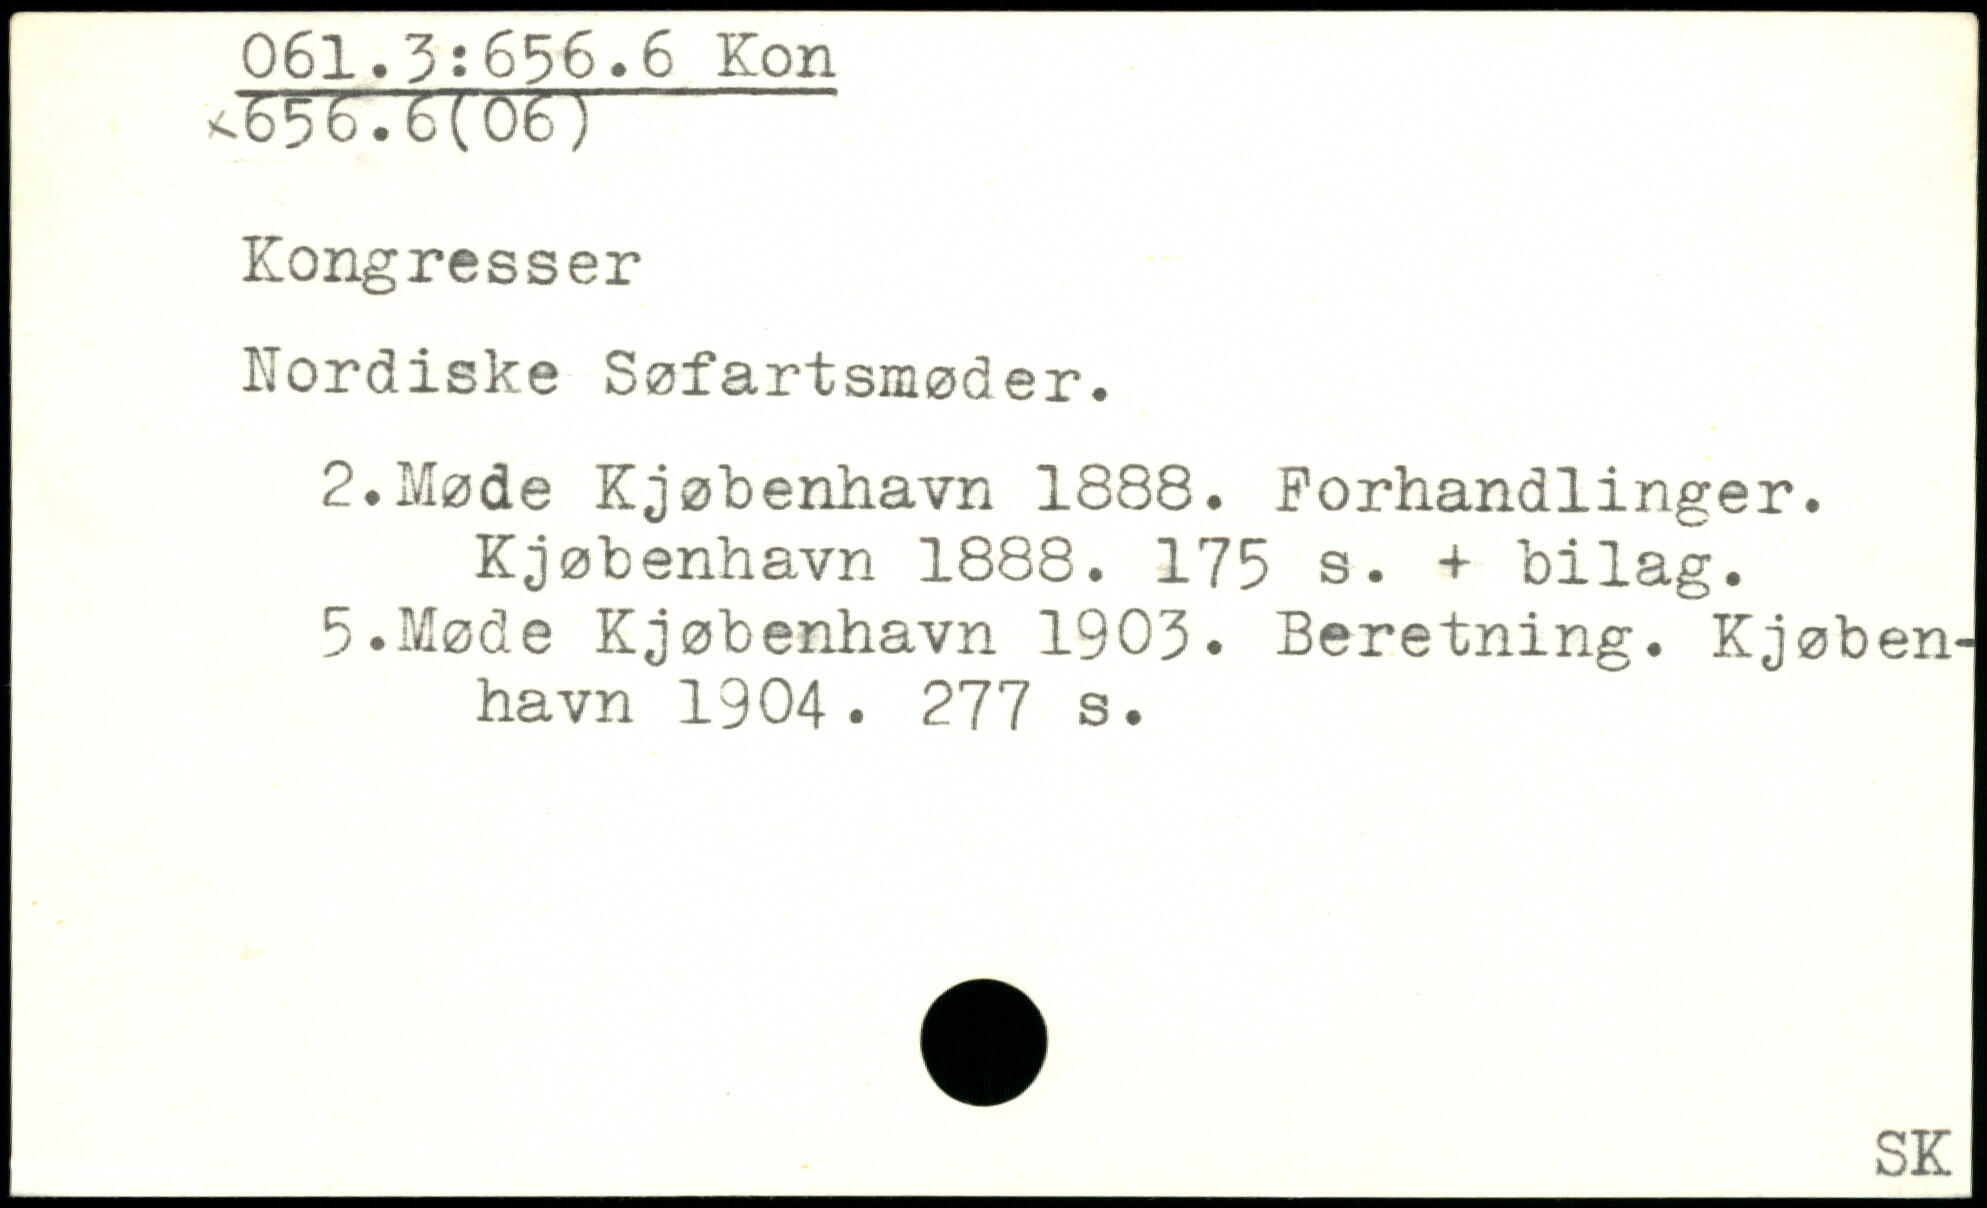 061.3:656.6 Kon
x656.6(06)
Kongresser
Nordiske Søfartsmøder.
2.Møde Kjøbenhavn 1888. Forhandlinger.
Kjøbenhavn 1888. 175 s. + bilag.
5.Møde Kjøbenhavn 1903. Beretning. Kjøben-
havn 1904. 277 s.
SK